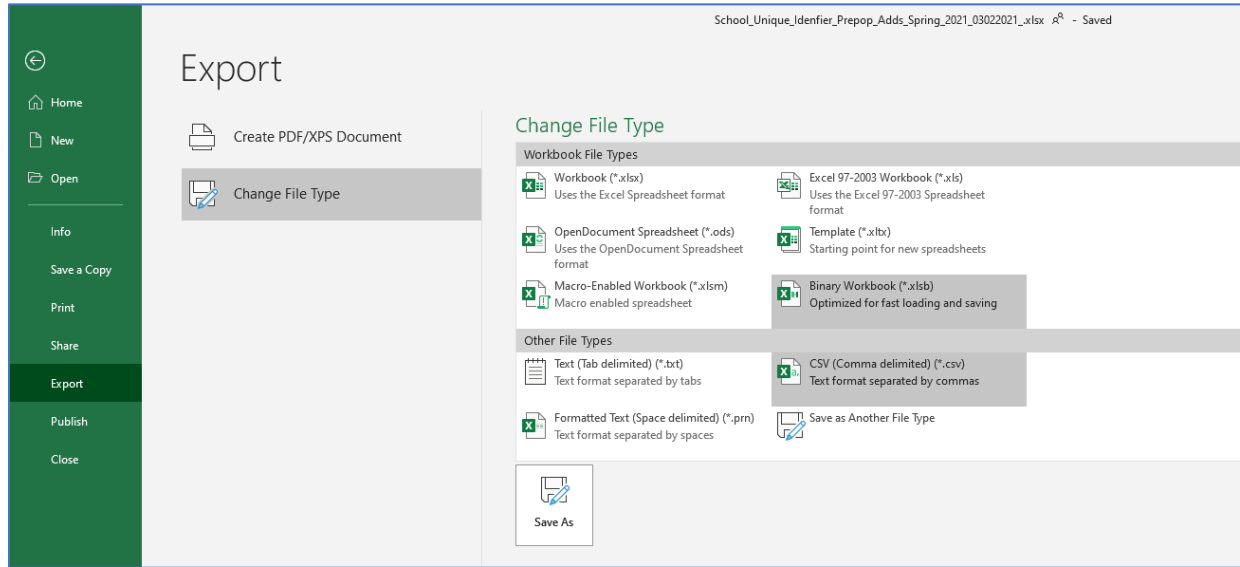 School_Unique_Idenfier_Prepop_Adds_Spring_2021_03022021_.xlsx - Saved
Export
Home
New
Open
Info
Save a Copy
Print
Share
Export
Publish
Close
Create PDF/XPS Document
Change File Type
Change File Type
Workbook File Types
Workbook (*.xlsx)
Uses the Excel Spreadsheet format
Excel 97-2003 Workbook (*.xls)
Uses the Excel 97-2003 Spreadsheet
format
OpenDocument Spreadsheet (*.ods)
Uses the OpenDocument Spreadsheet
format
Template (*.xltx)
Starting point for new spreadsheets
Macro-Enabled Workbook (*.xlsm)
Macro enabled spreadsheet
Binary Workbook (*.xlsb)
Optimized for fast loading and saving
Other File Types
Text (Tab delimited) (*.txt)
Text format separated by tabs
CSV (Comma delimited) (*.csv)
Text format separated by commas
Formatted Text (Space delimited) (*.prn)
Text format separated by spaces
Save as Another File Type
Save As